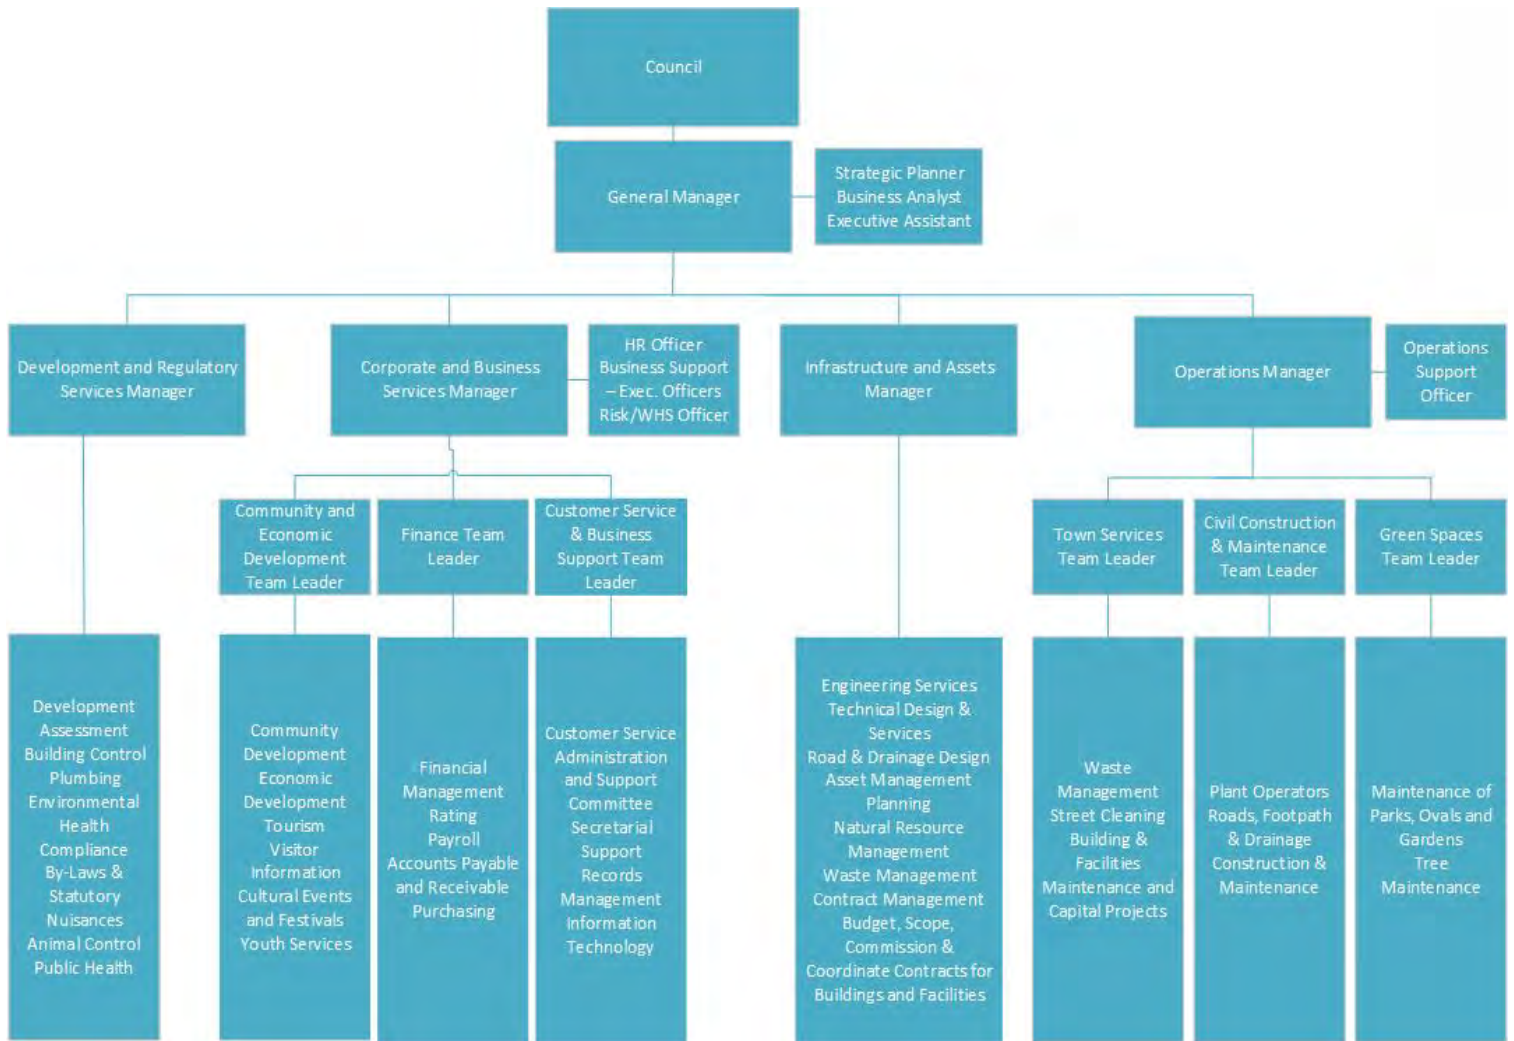 Council
General Manager
Strategic Planner
Business Analyst
Executive Assistant
Development and Regulatory
Services Manager
Corporate and Business
Services Manager
HR Officer
Business Support
– Exec. Officers
Risk/WHS Officer
Infrastructure and Assets
Manager
Operations Manager
Operations
Support
Officer
Community and
Economic
Development
Team Leader
Finance Team
Leader
Customer Service
& Business
Support Team
Leader
Town Services
Team Leader
Civil Construction
& Maintenance
Team Leader
Green Spaces
Team Leader
Development
Assessment
Building Control
Plumbing
Environmental
Health
Compliance
By-Laws &
Statutory
Nuisances
Animal Control
Public Health
Community
Development
Economic
Development
Tourism
Visitor
Information
Cultural Events
and Festivals
Youth Services
Financial
Management
Rating
Payroll
Accounts Payable
and Receivable
Purchasing
Customer Service
Administration
and Support
Committee
Secretarial
Support
Records
Management
Information
Technology
Engineering Services
Technical Design &
Services
Road & Drainage Design
Asset Management
Planning
Natural Resource
Management
Waste Management
Contract Management
Budget, Scope,
Commission &
Coordinate Contracts for
Buildings and Facilities
Waste
Management
Street Cleaning
Building &
Facilities
Maintenance and
Capital Projects
Plant Operators
Roads, Footpath
& Drainage
Construction &
Maintenance
Maintenance of
Parks, Ovals and
Gardens
Tree
Maintenance